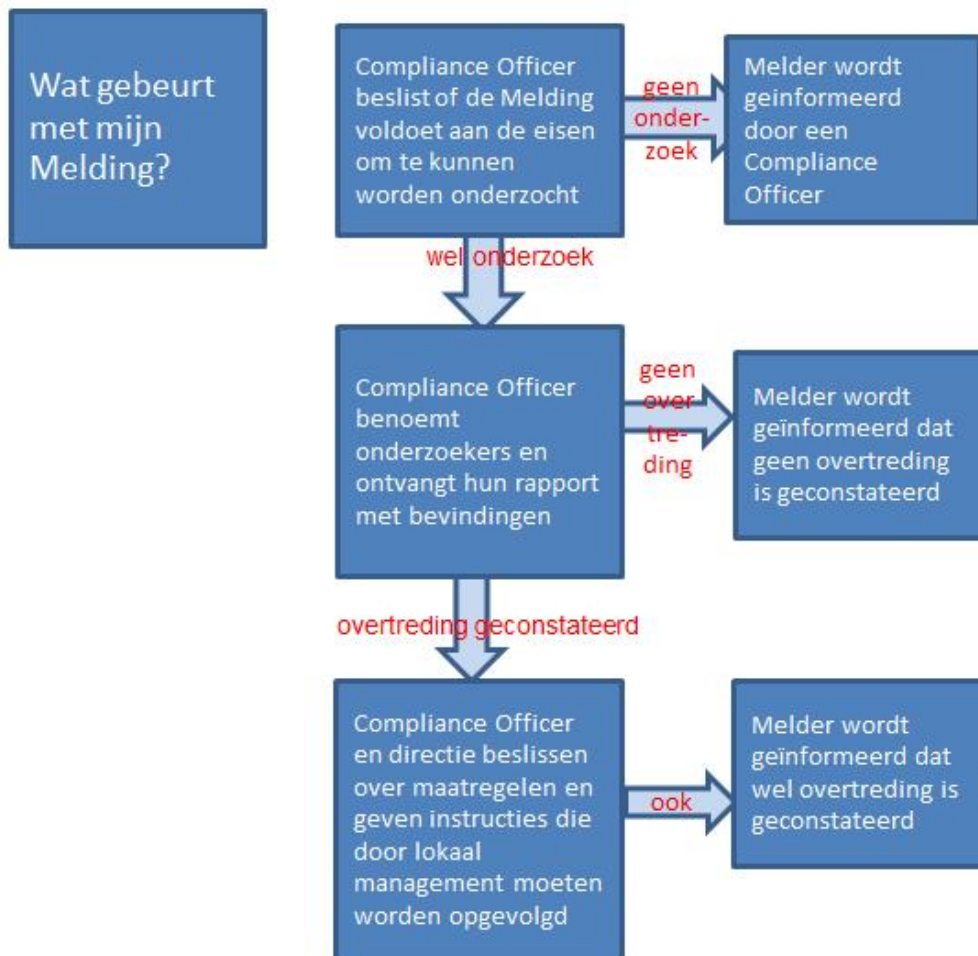 Wat gebeurt
met mijn
Melding?
Compliance Officer
beslist of de Melding
voldoet aan de eisen
om te kunnen
worden onderzocht
geen
onder-
zoek
Melder wordt
geinformeerd
door een
Compliance
Officer
wel onderzoek
Compliance Officer
benoemt
onderzoekers en
ontvangt hun rapport
met bevindingen
geen
over
tre-
ding
Melder wordt
geïnformeerd dat
geen overtreding
is geconstateerd
overtreding geconstateerd
Compliance Officer
en directie beslissen
over maatregelen en
geven instructies die
door lokaal
management moeten
worden opgevolgd
ook
Melder wordt
geïnformeerd dat
wel overtreding is
geconstateerd